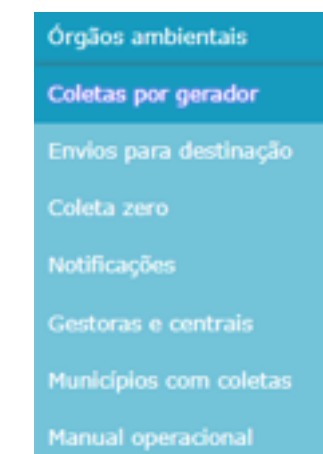 Órgãos ambientais
Coletas por gerador
Envios para destinação
Coleta zero
Notificações
Gestoras e centrais
Municípios com coletas
Manual operacional